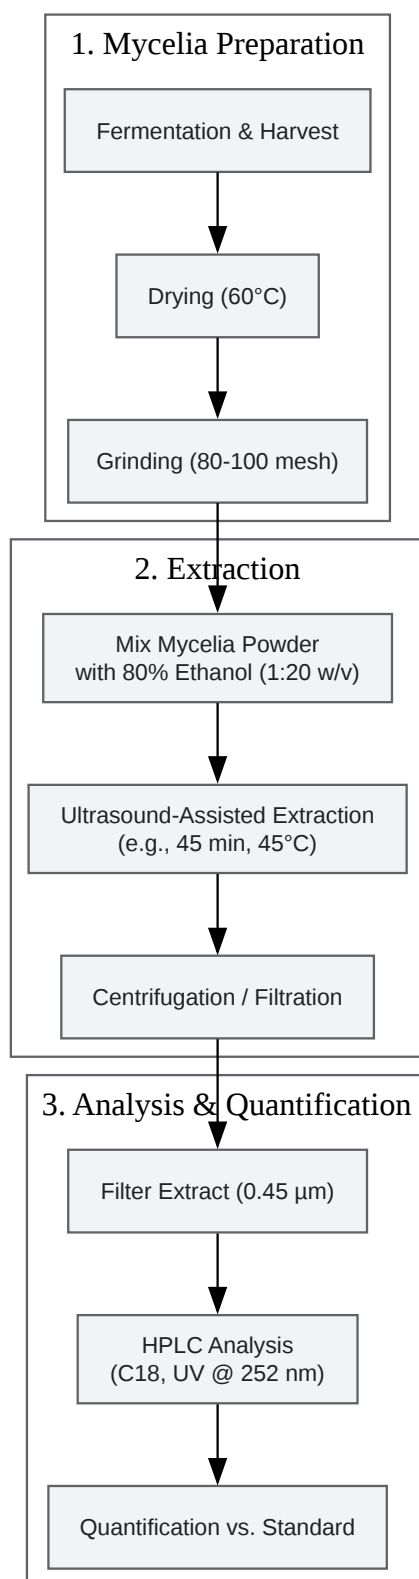 1. Mycelia Preparation
Fermentation & Harvest
Drying (60°C)
Grinding (80-100 mesh)
2. Extraction
Mix Mycelia Powder
with 80% Ethanol (1:20 w/v)
Ultrasound-Assisted Extraction
(e.g., 45 min, 45°C)
Centrifugation / Filtration
3. Analysis & Quantification
Filter Extract (0.45 µm)
HPLC Analysis
(C18, UV @ 252 nm)
Quantification vs. Standard